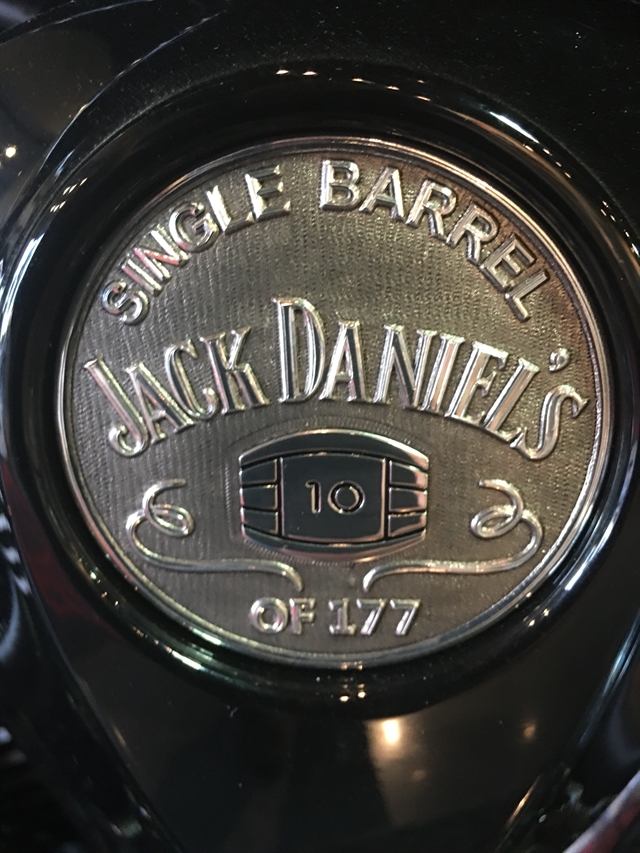 SINGLE BARREL
JACK DANIEL'S
10
OF 177